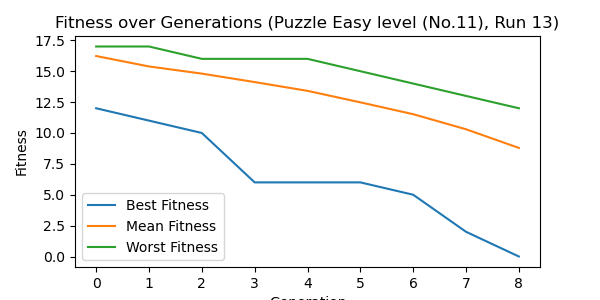 Fitness over Generations (Puzzle Easy level (No.11), Run 13)
17.5
15.0
12.5
10.0
7.5
5.0
2.5
0.0
Fitness
Best Fitness
Mean Fitness
Worst Fitness
0 1 2 3 4 5 6 7 8
Generation